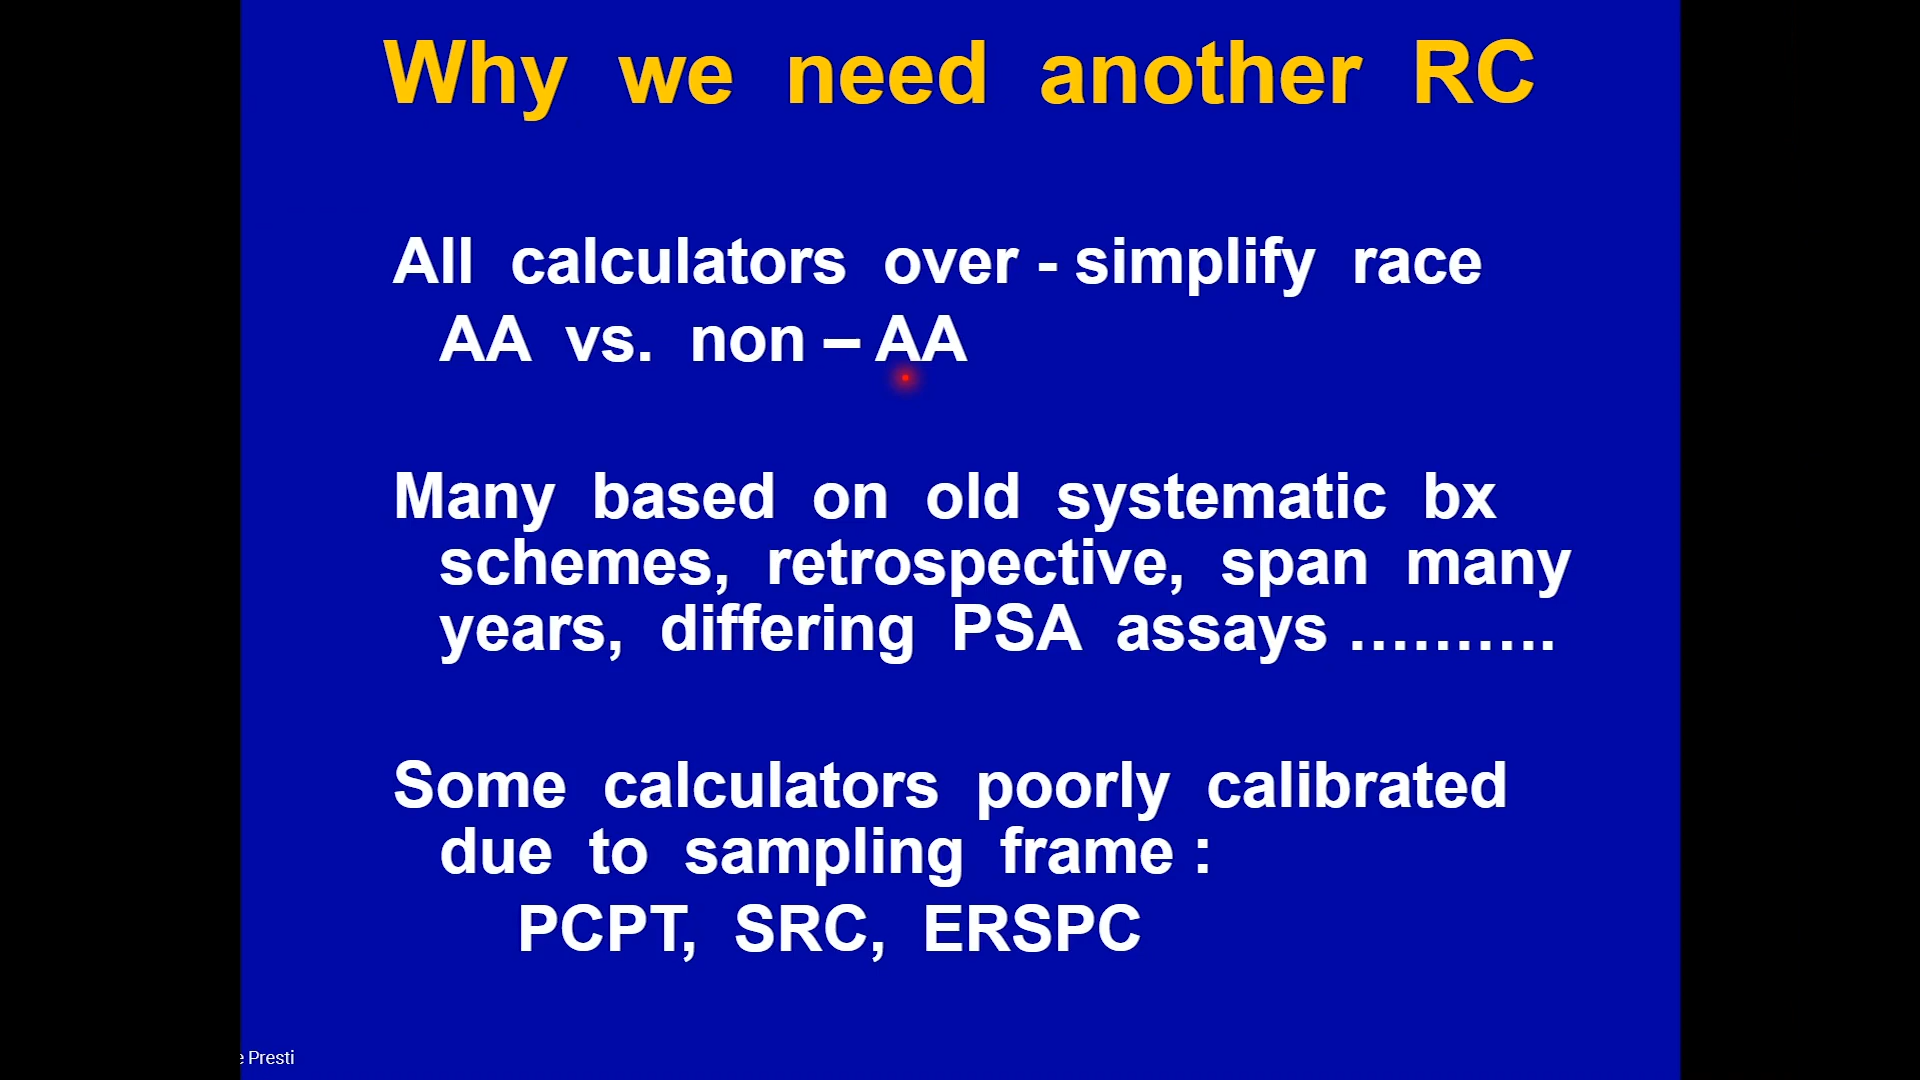 Why we need another RC
All calculators over - simplify race
AA vs. non – AA
Many based on old systematic bx
schemes, retrospective, span many
years, differing PSA assays ……….
Some calculators poorly calibrated
due to sampling frame :
PCPT, SRC, ERSPC
e Presti